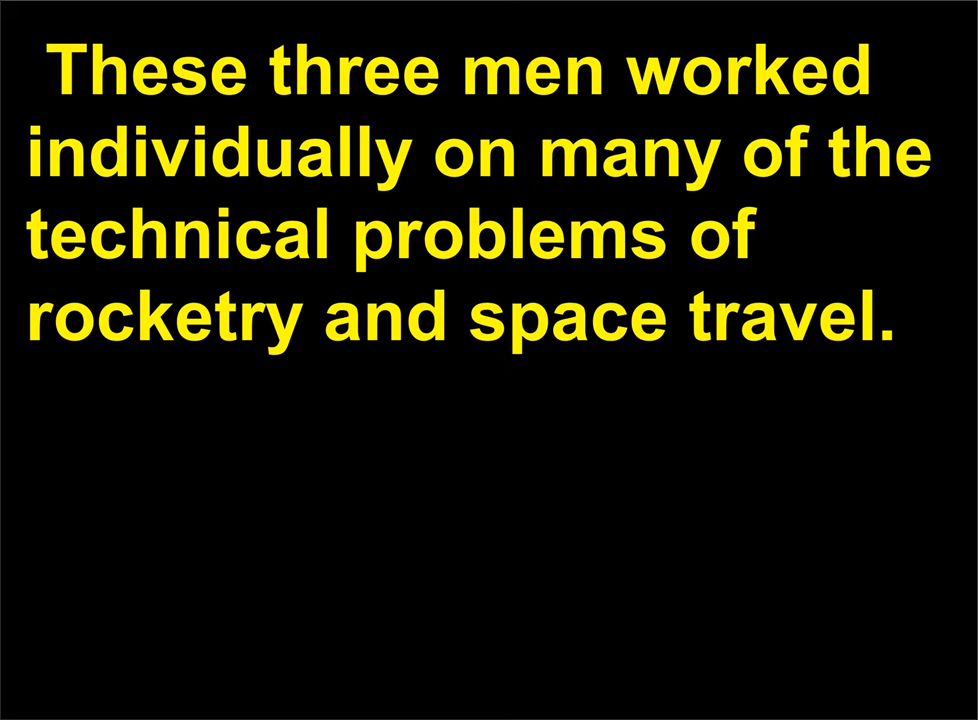 These three men worked
individually on many of the
technical problems of
rocketry and space travel.